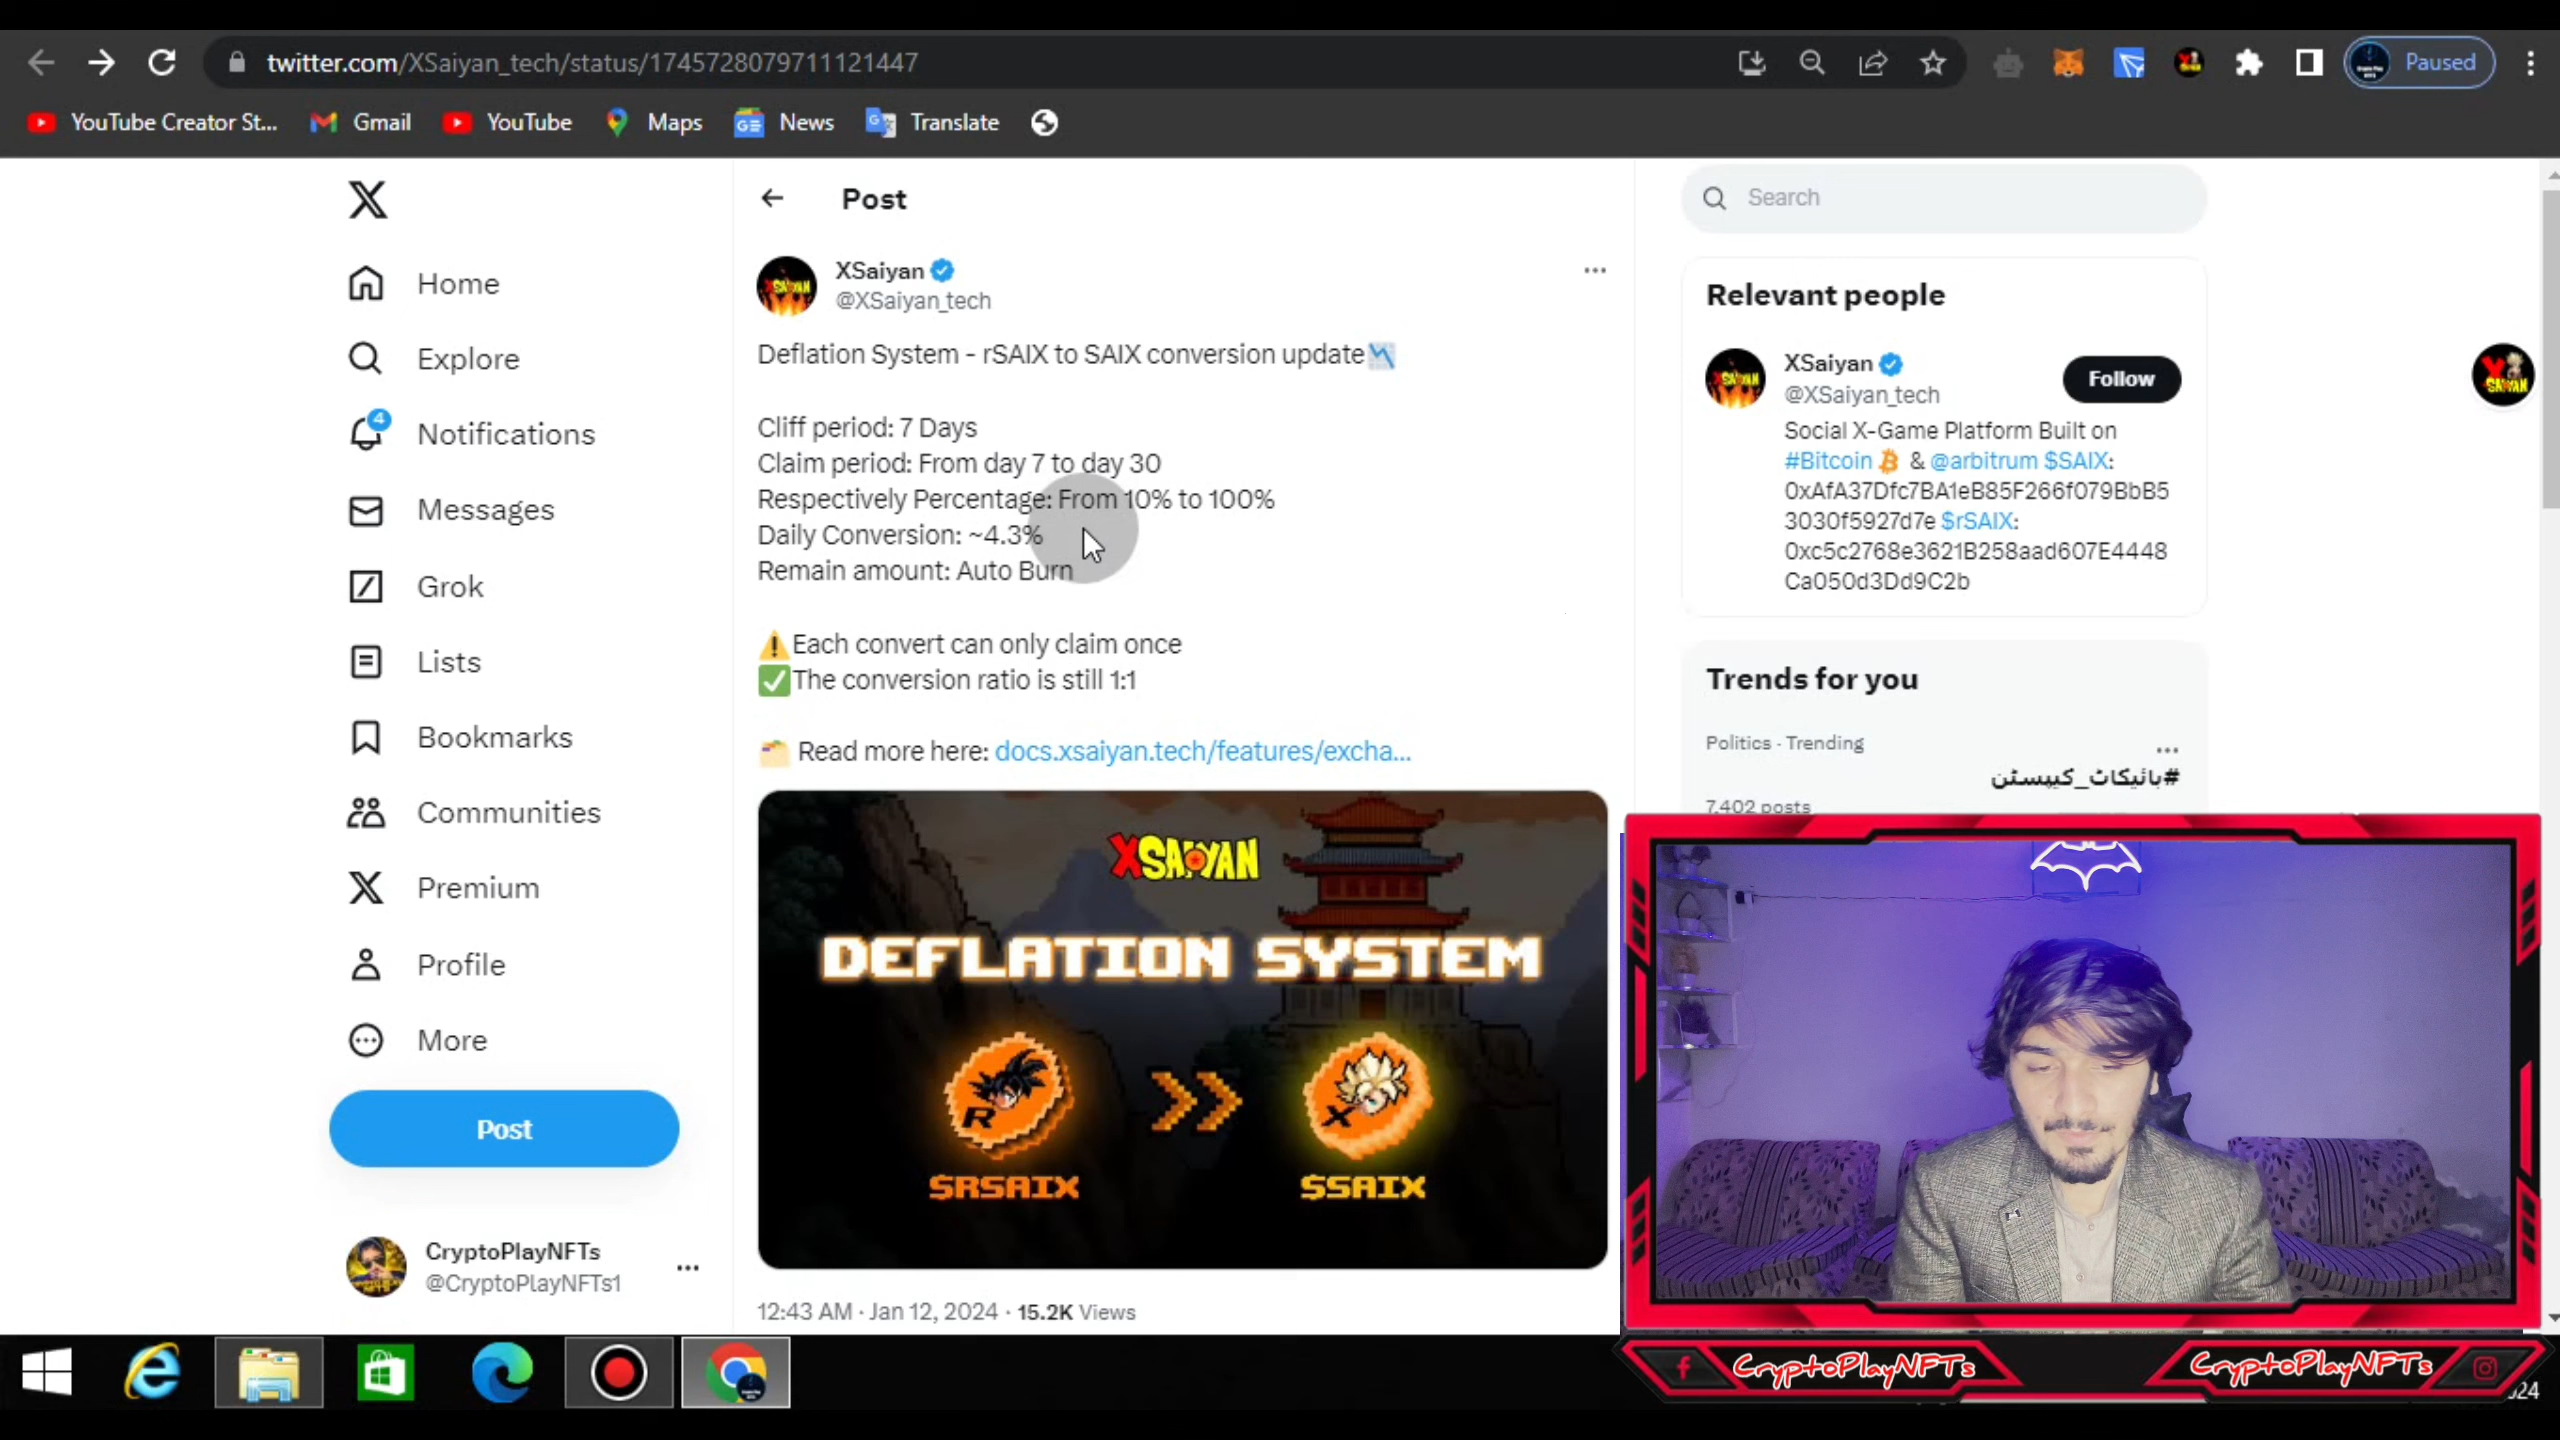 twitter.com/XSaiyan_tech/status/1745728079711121447
Paused
YouTube Creator St...
Gmail
YouTube
Maps
News
Translate
Home
Explore
4
Notifications
Messages
Grok
Lists
Bookmarks
Communities
Premium
Profile
More
Post
CryptoPlayNFTs
@CryptoPlayNFTs1
Post
XSaiyan
@XSaiyan_tech
Deflation System - rSAIX to SAIX conversion update
Cliff period: 7 Days
Claim period: From day 7 to day 30
Respectively Percentage: From 10% to 100%
Daily Conversion: ~4.3%
Remain amount: Auto Burn
Each convert can only claim once
The conversion ratio is still 1:1
Read more here: docs.xsaiyan.tech/features/excha...
XSAIYAN
DEFLATION SYSTEM
R
X
$RSAIX
$SAIX
12:43 AM · Jan 12, 2024 · 15.2K Views
Search
Relevant people
XSaiyan
@XSaiyan_tech
Follow
Social X-Game Platform Built on
#Bitcoin & @arbitrum $SAIX:
0xAfA37Dfc7BA1eB85F266f079BbB5
3030f5927d7e $rSAIX:
0xc5c2768e3621B258aad607E4448
Ca050d3Dd9C2b
XSAIYAN
Trends for you
Politics · Trending
#بائیکاٹ_کیپسٹن
7,402 posts
CryptoPlayNFTs
CryptoPlayNFTs